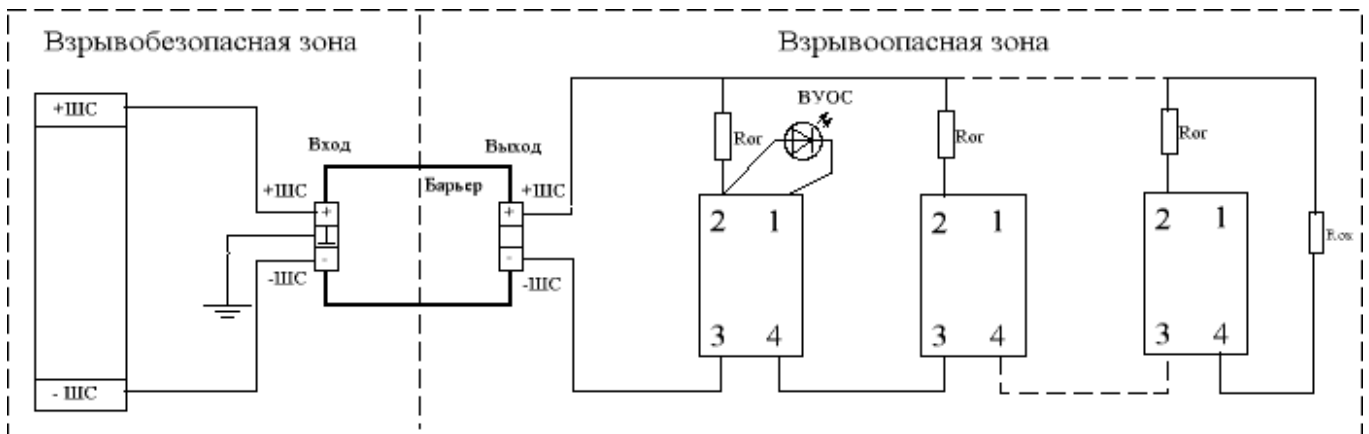 Взрывобезопасная зона
Взрывоопасная зона
+ШС
- ШС
Вход
Выход
Барьер
+ШС
-ШС
+
-
+ШС
-ШС
+
-
ВУОС
Rог
Rог
Rог
Rок
2 1
3 4
2 1
3 4
2 1
3 4